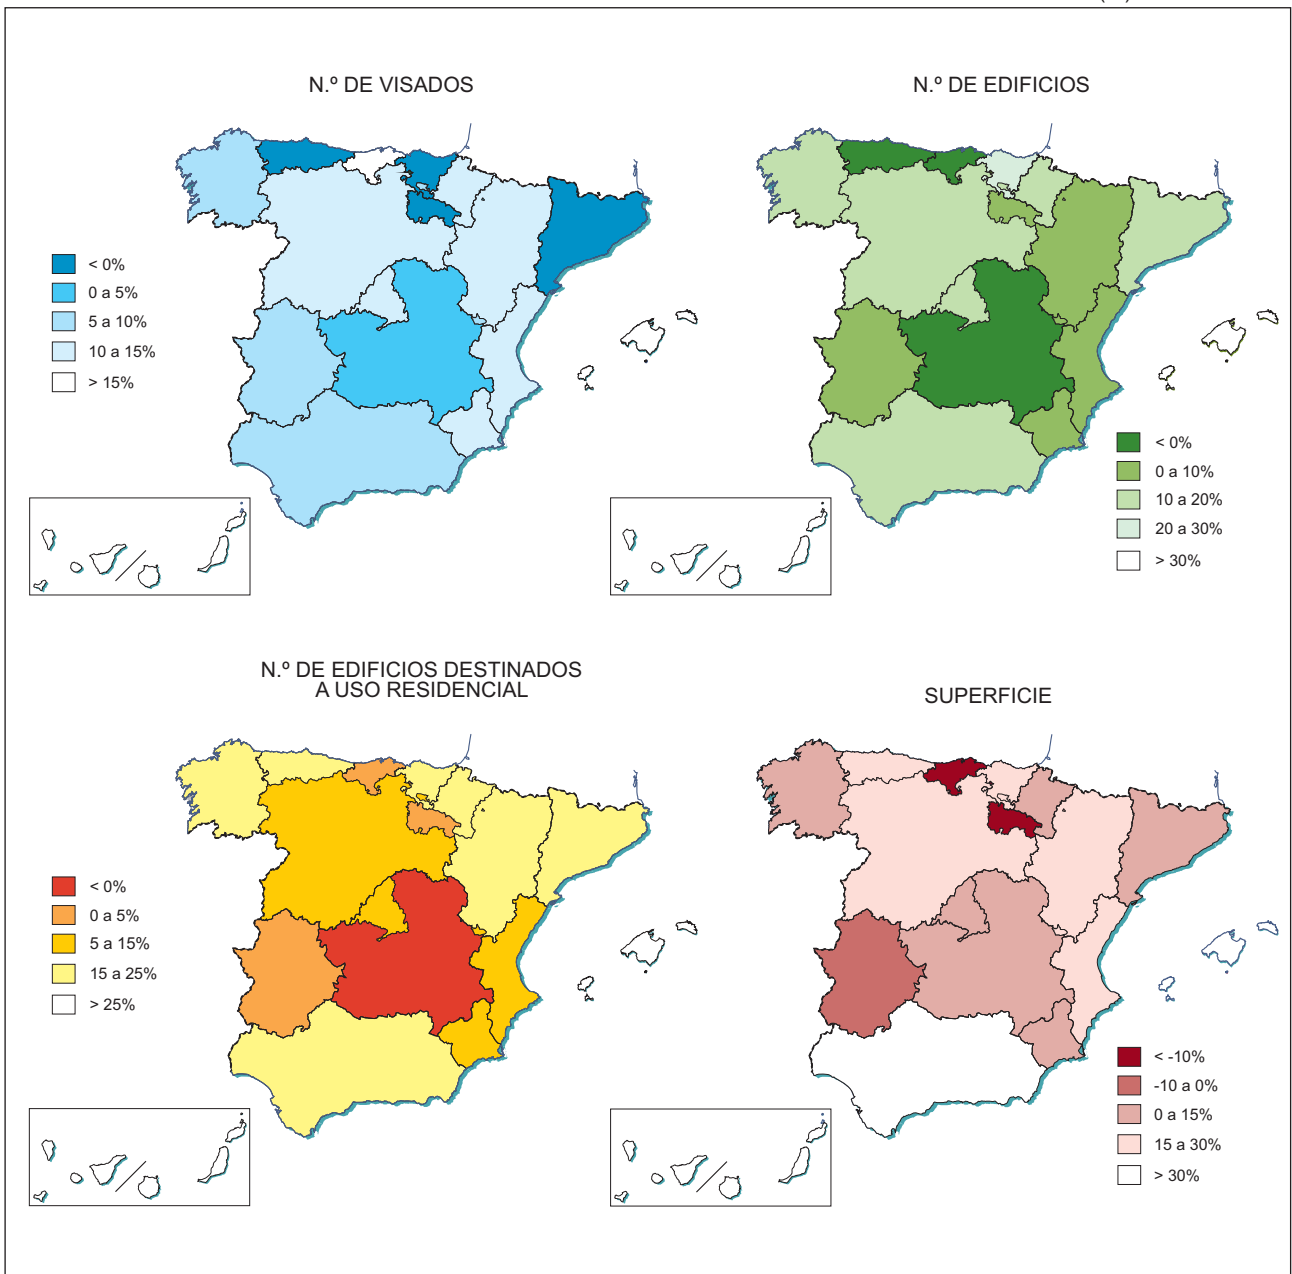 N.º DE VISADOS
< 0%
0 a 5%
5 a 10%
10 a 15%
> 15%
N.º DE EDIFICIOS
< 0%
0 a 10%
10 a 20%
20 a 30%
> 30%
N.º DE EDIFICIOS DESTINADOS
A USO RESIDENCIAL
< 0%
0 a 5%
5 a 15%
15 a 25%
> 25%
SUPERFICIE
< -10%
-10 a 0%
0 a 15%
15 a 30%
> 30%